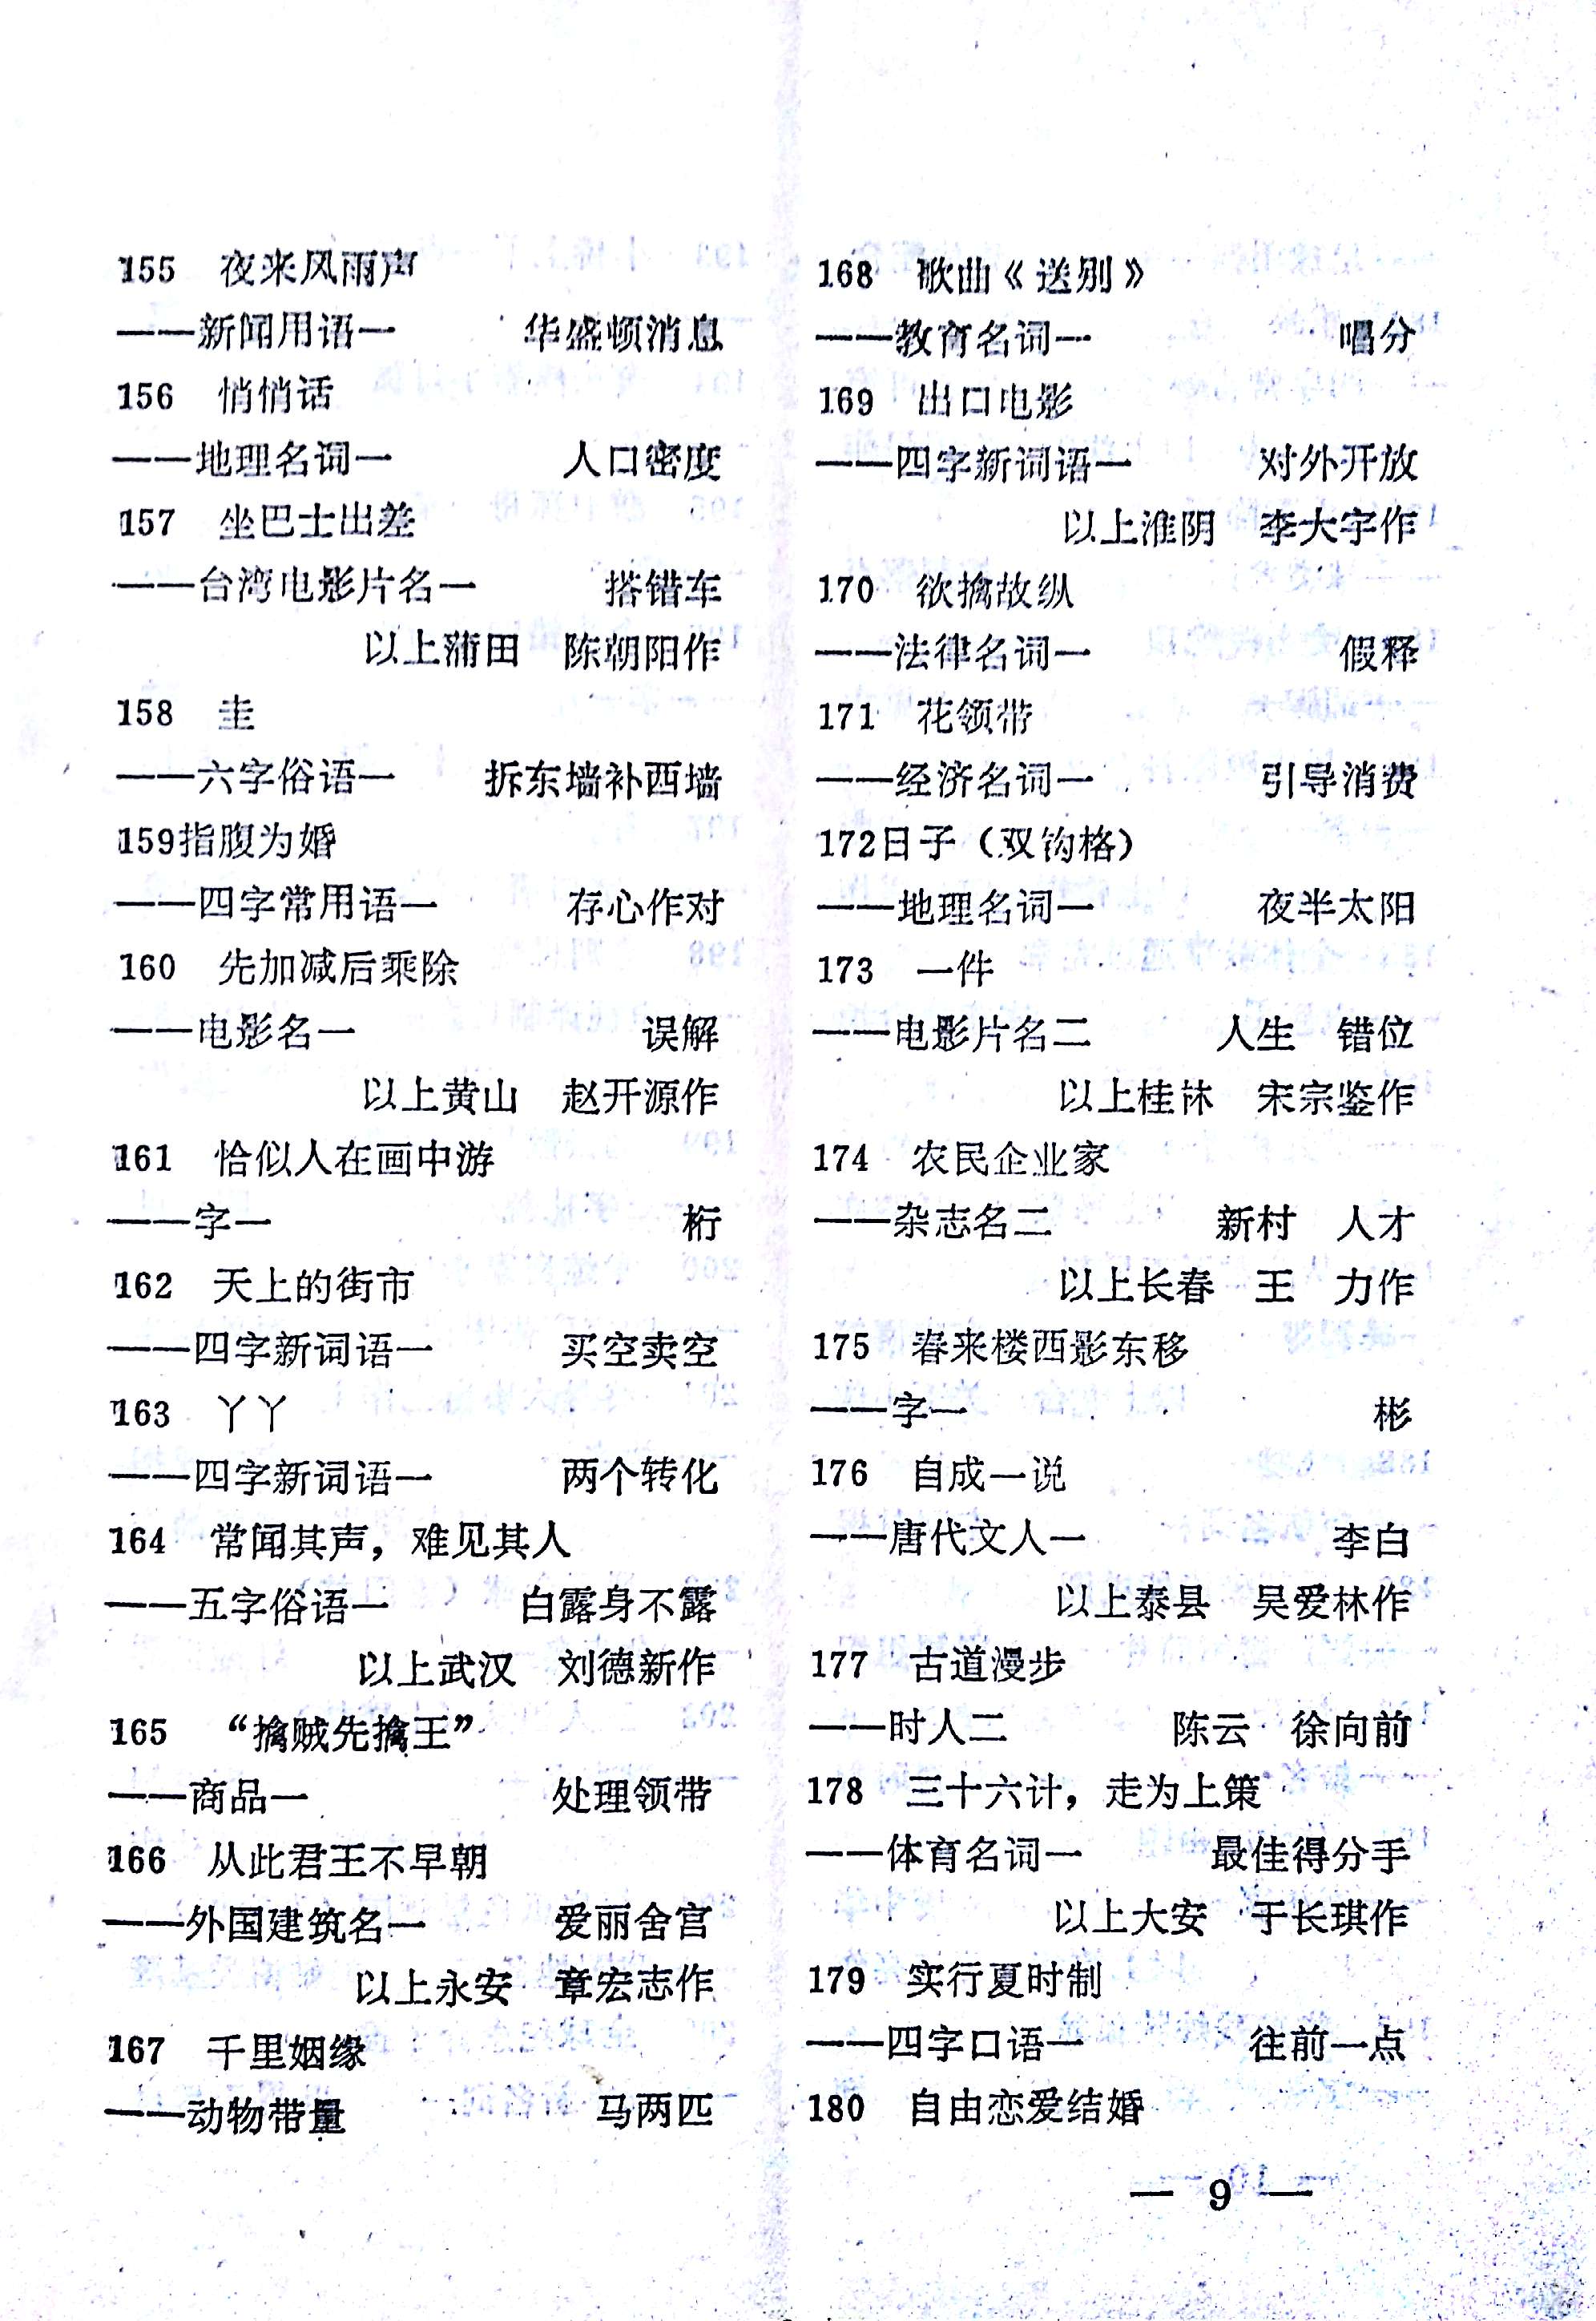 155 夜来风雨声
——新闻用语一 华盛顿消息
156 悄悄话
——地理名词一 人口密度
157 坐巴士出差
——台湾电影片名一 搭错车
以上蒲田 陈朝阳作
158 圭
——六字俗语一 拆东墙补西墙
159指腹为婚
——四字常用语一 存心作对
160 先加减后乘除
——电影名一 误解
以上黄山 赵开源作
161 恰似人在画中游
——字一 桁
162 天上的街市
——四字新词语一 买空卖空
163 丫丫
——四字新词语一 两个转化
164 常闻其声，难见其人
——五字俗语一 白露身不露
以上武汉 刘德新作
165 “擒贼先擒王”
——商品一 处理领带
166 从此君王不早朝
——外国建筑名一 爱丽舍宫
以上永安 章宏志作
167 千里姻缘
——动物带量 马两匹
168 歌曲《送别》
——教育名词一 唱分
169 出口电影
——四字新词语一 对外开放
以上淮阴 李大宇作
170 欲擒故纵
——法律名词一 假释
171 花领带
——经济名词一 引导消费
172日子（双钩格）
——地理名词一 夜半太阳
173 一件
——电影片名二 人生 错位
以上桂林 宋宗鉴作
174 农民企业家
——杂志名二 新村 人才
以上长春 王 力作
175 春来楼西影东移
——字一 彬
176 自成一说
——唐代文人一 李白
以上泰县 吴爱林作
177 古道漫步
——时人二 陈云 徐向前
178 三十六计，走为上策
——体育名词一 最佳得分手
以上大安 于长琪作
179 实行夏时制
——四字口语一 往前一点
180 自由恋爱结婚
— 9 —